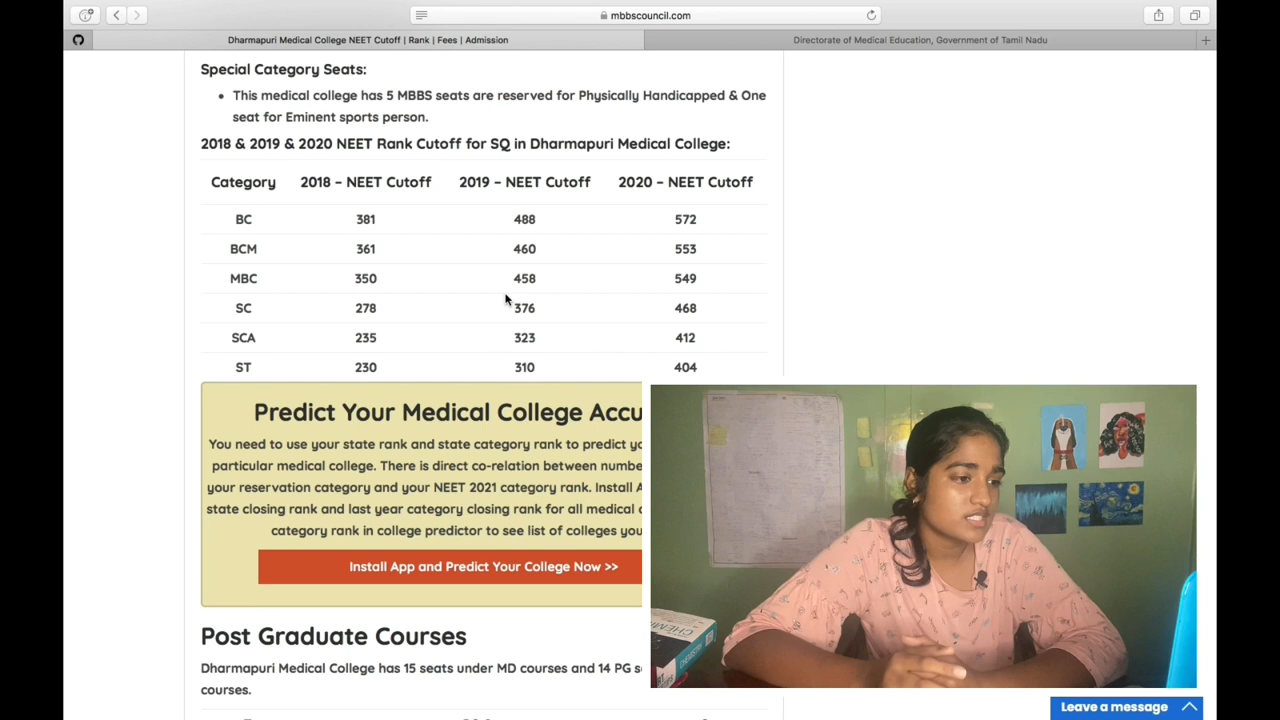 mbbscouncil.com
Dharmapuri Medical College NEET Cutoff | Rank | Fees | Admission
Directorate of Medical Education, Government of Tamil Nadu
Special Category Seats:
• This medical college has 5 MBBS seats are reserved for Physically Handicapped & One
seat for Eminent sports person.
2018 & 2019 & 2020 NEET Rank Cutoff for SQ in Dharmapuri Medical College:
Category 2018 – NEET Cutoff 2019 – NEET Cutoff 2020 – NEET Cutoff
BC 381 488 572
BCM 361 460 553
MBC 350 458 549
SC 278 376 468
SCA 235 323 412
ST 230 310 404
Predict Your Medical College Accu
You need to use your state rank and state category rank to predict yo
particular medical college. There is direct co-relation between numbe
your reservation category and your NEET 2021 category rank. Install A
state closing rank and last year category closing rank for all medical c
category rank in college predictor to see list of colleges you
Install App and Predict Your College Now >>
Post Graduate Courses
Dharmapuri Medical College has 15 seats under MD courses and 14 PG s
courses.
CHEMI
CHEMIS
Leave a message